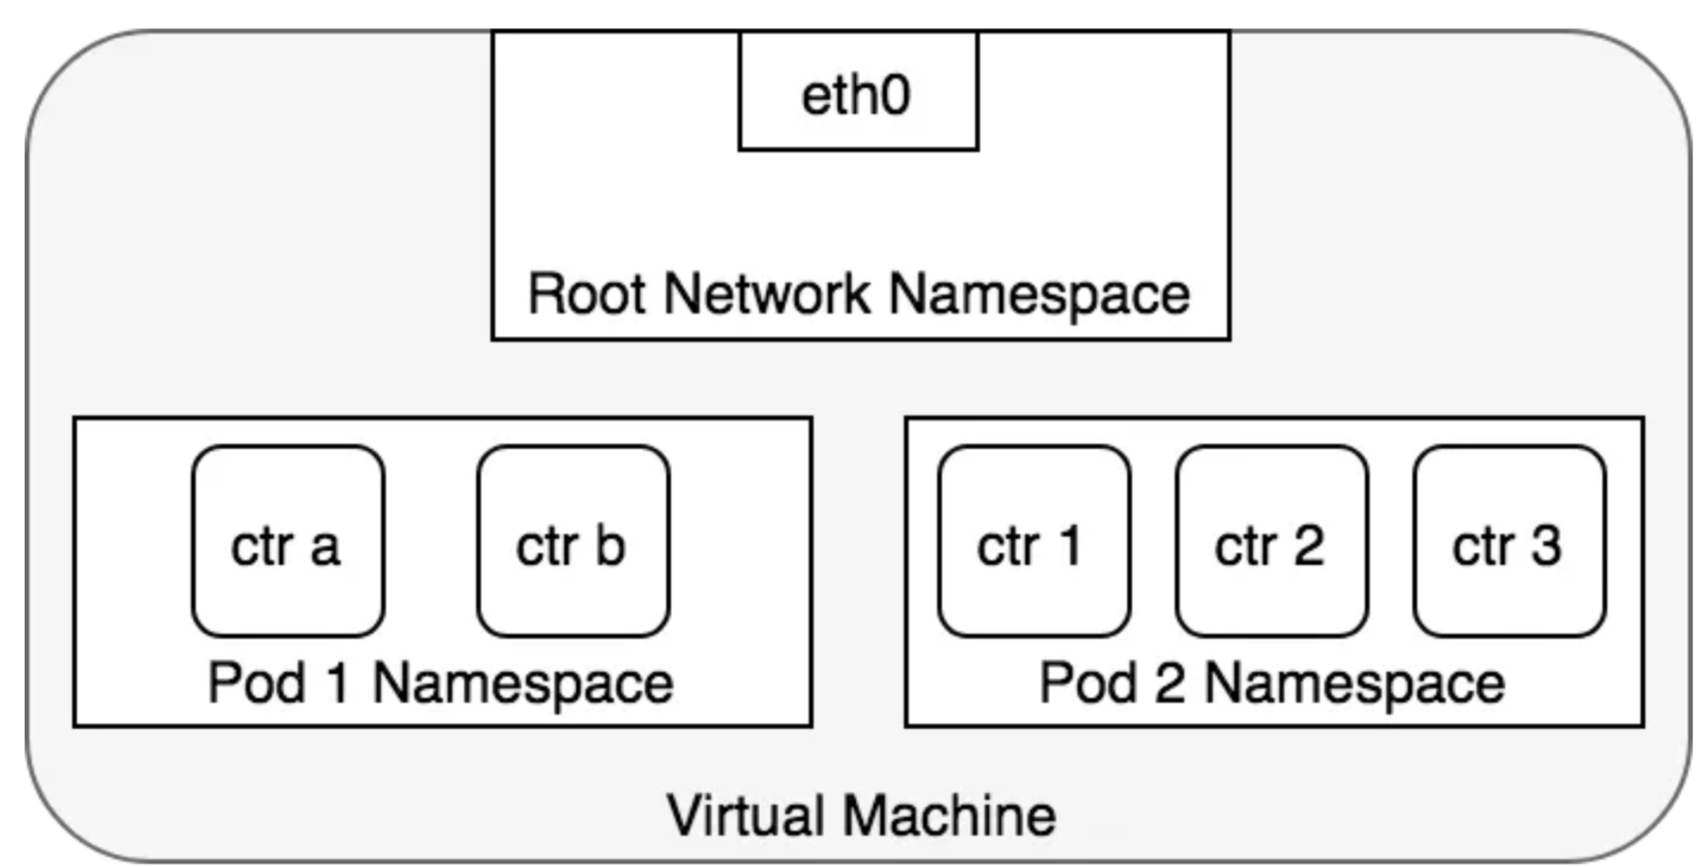 eth0
Root Network Namespace
ctr a
ctr b
Pod 1 Namespace
ctr 1
ctr 2
ctr 3
Pod 2 Namespace
Virtual Machine